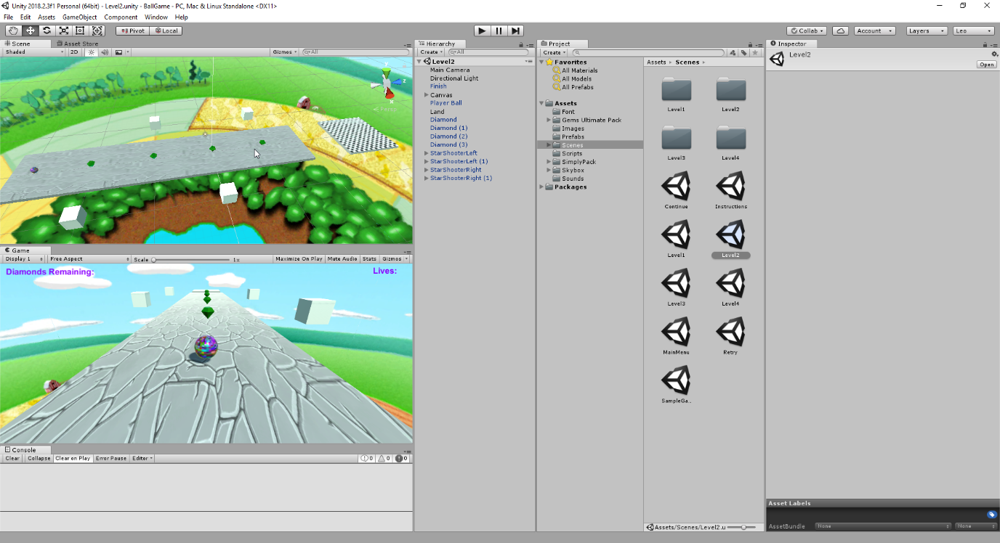 Unity 2018.2.3f1 Personal (64bit) - Level2.unity - BallGame - PC, Mac & Linux Standalone <DX11>
File Edit Assets GameObject Component Window Help
Pivot Local Collab Account Layers Leo
Scene Asset Store
Shaded 2D Gizmos All
y z x
Persp
Game
Display 1 Free Aspect Scale 1x Maximize On Play Mute Audio Stats Gizmos
Diamonds Remaining: Lives:
Console
Clear Collapse Clear on Play Error Pause Editor 0 0 0
Hierarchy
Create All
Level2
Main Camera
Directional Light
Finish
Canvas
Player Ball
Land
Diamond
Diamond (1)
Diamond (2)
Diamond (3)
StarShooterLeft
StarShooterLeft (1)
StarShooterRight
StarShooterRight (1)
Project
Create
Favorites
All Materials
All Models
All Prefabs
Assets
Font
Gems Ultimate Pack
Images
Prefabs
Scenes
Scripts
SimplyPack
Skybox
Sounds
Packages
Assets Scenes
Level1 Level2
Level3 Level4
Continue Instructions
Level1 Level2
Level3 Level4
MainMenu Retry
SampleGa...
Assets/Scenes/Level2.u
Inspector
Level2
Open
Asset Labels
AssetBundle None None